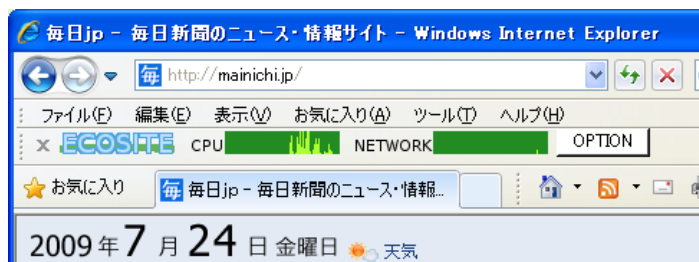 毎日jp - 毎日新聞のニュース・情報サイト - Windows Internet Explorer
http://mainichi.jp/
ファイル(F) 編集(E) 表示(V) お気に入り(A) ツール(T) ヘルプ(H)
x ECOSITE CPU NETWORK OPTION
お気に入り 毎 毎日jp - 毎日新聞のニュース・情報...
2009年7月24日 金曜日 天気